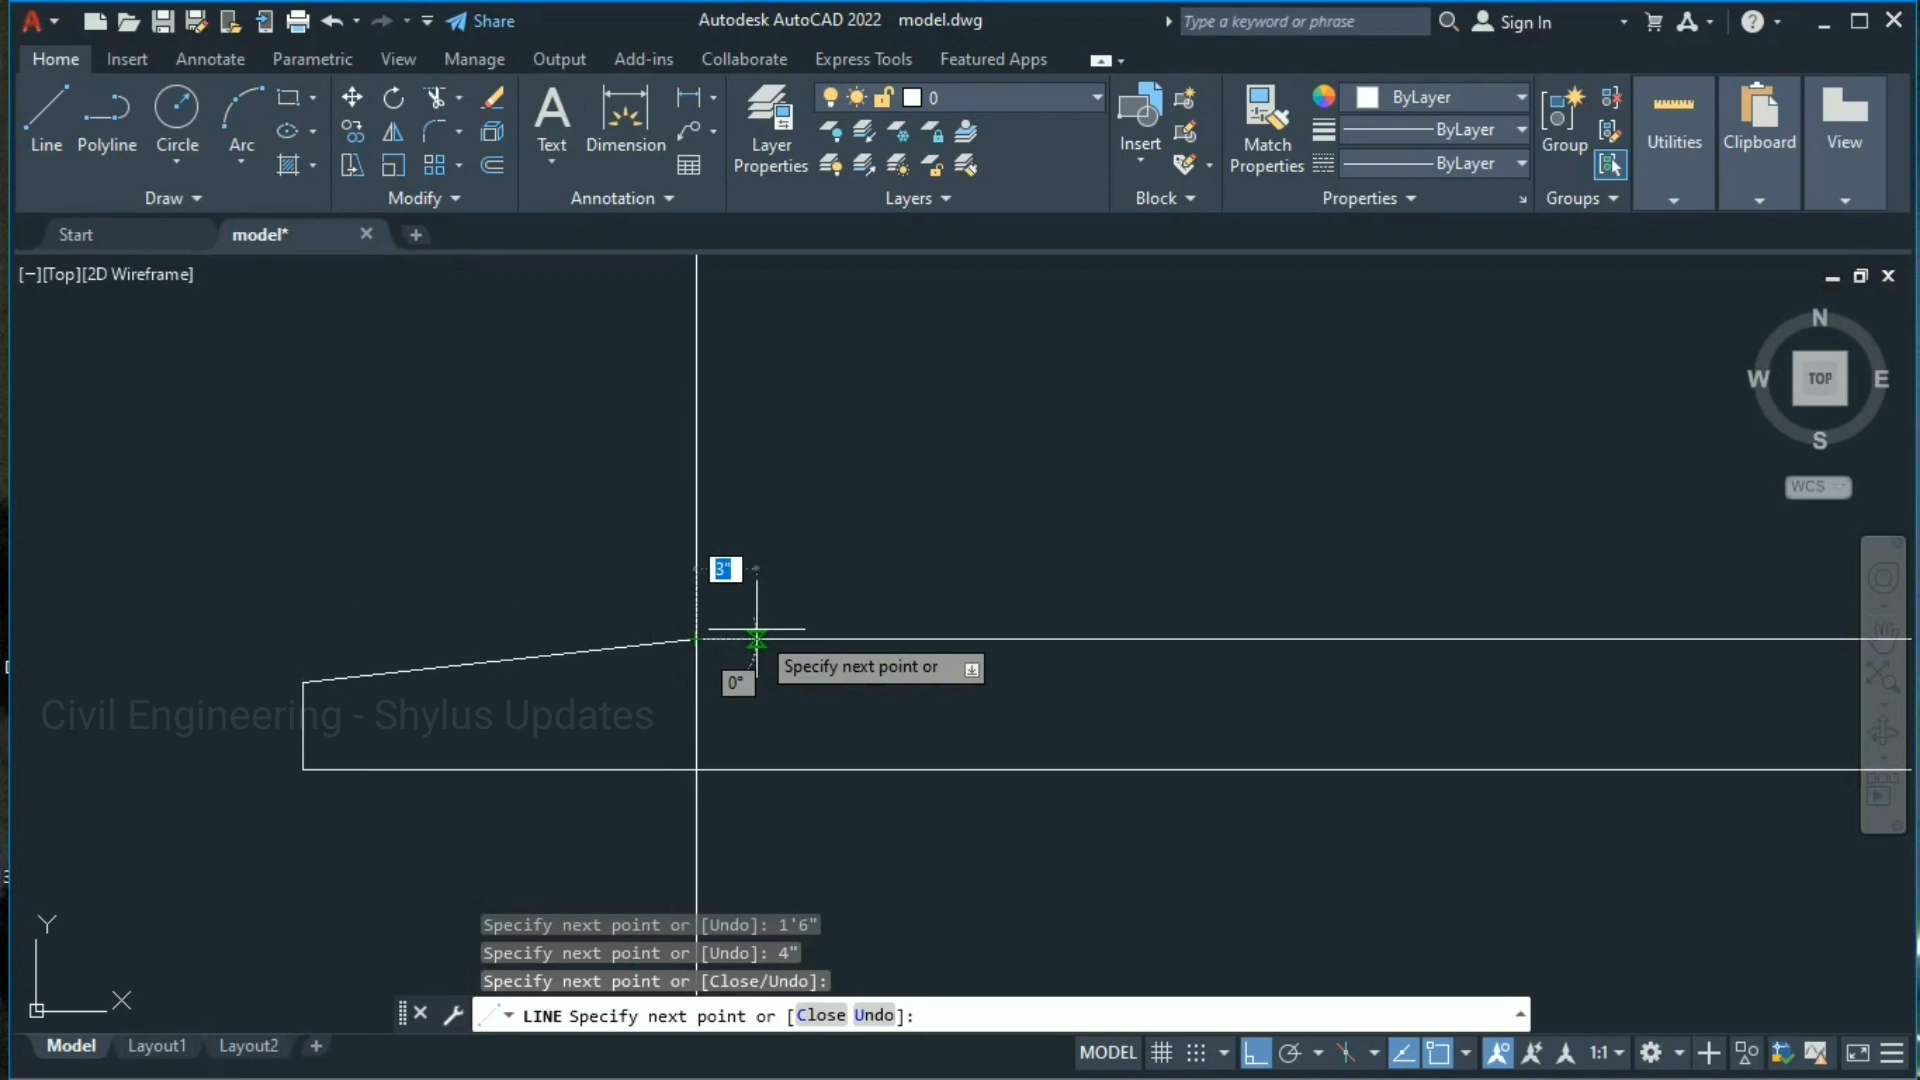 Share
Autodesk AutoCAD 2022 model.dwg
Type a keyword or phrase
Sign In
Home Insert Annotate Parametric View Manage Output Add-ins Collaborate Express Tools Featured Apps
Line Polyline Circle Arc
Text Dimension
Layer Properties
0
Insert
Match Properties
ByLayer
ByLayer
ByLayer
Group
Utilities
Clipboard
View
Draw Modify Annotation Layers Block Properties Groups
Start model*
[−][Top][2D Wireframe]
N
W TOP E
S
WCS
3"
Specify next point or
0°
Civil Engineering - Shylus Updates
Y
X
Specify next point or [Undo]: 1'6"
Specify next point or [Undo]: 4"
Specify next point or [Close/Undo]:
LINE Specify next point or [Close Undo]:
Model Layout1 Layout2
MODEL 1:1